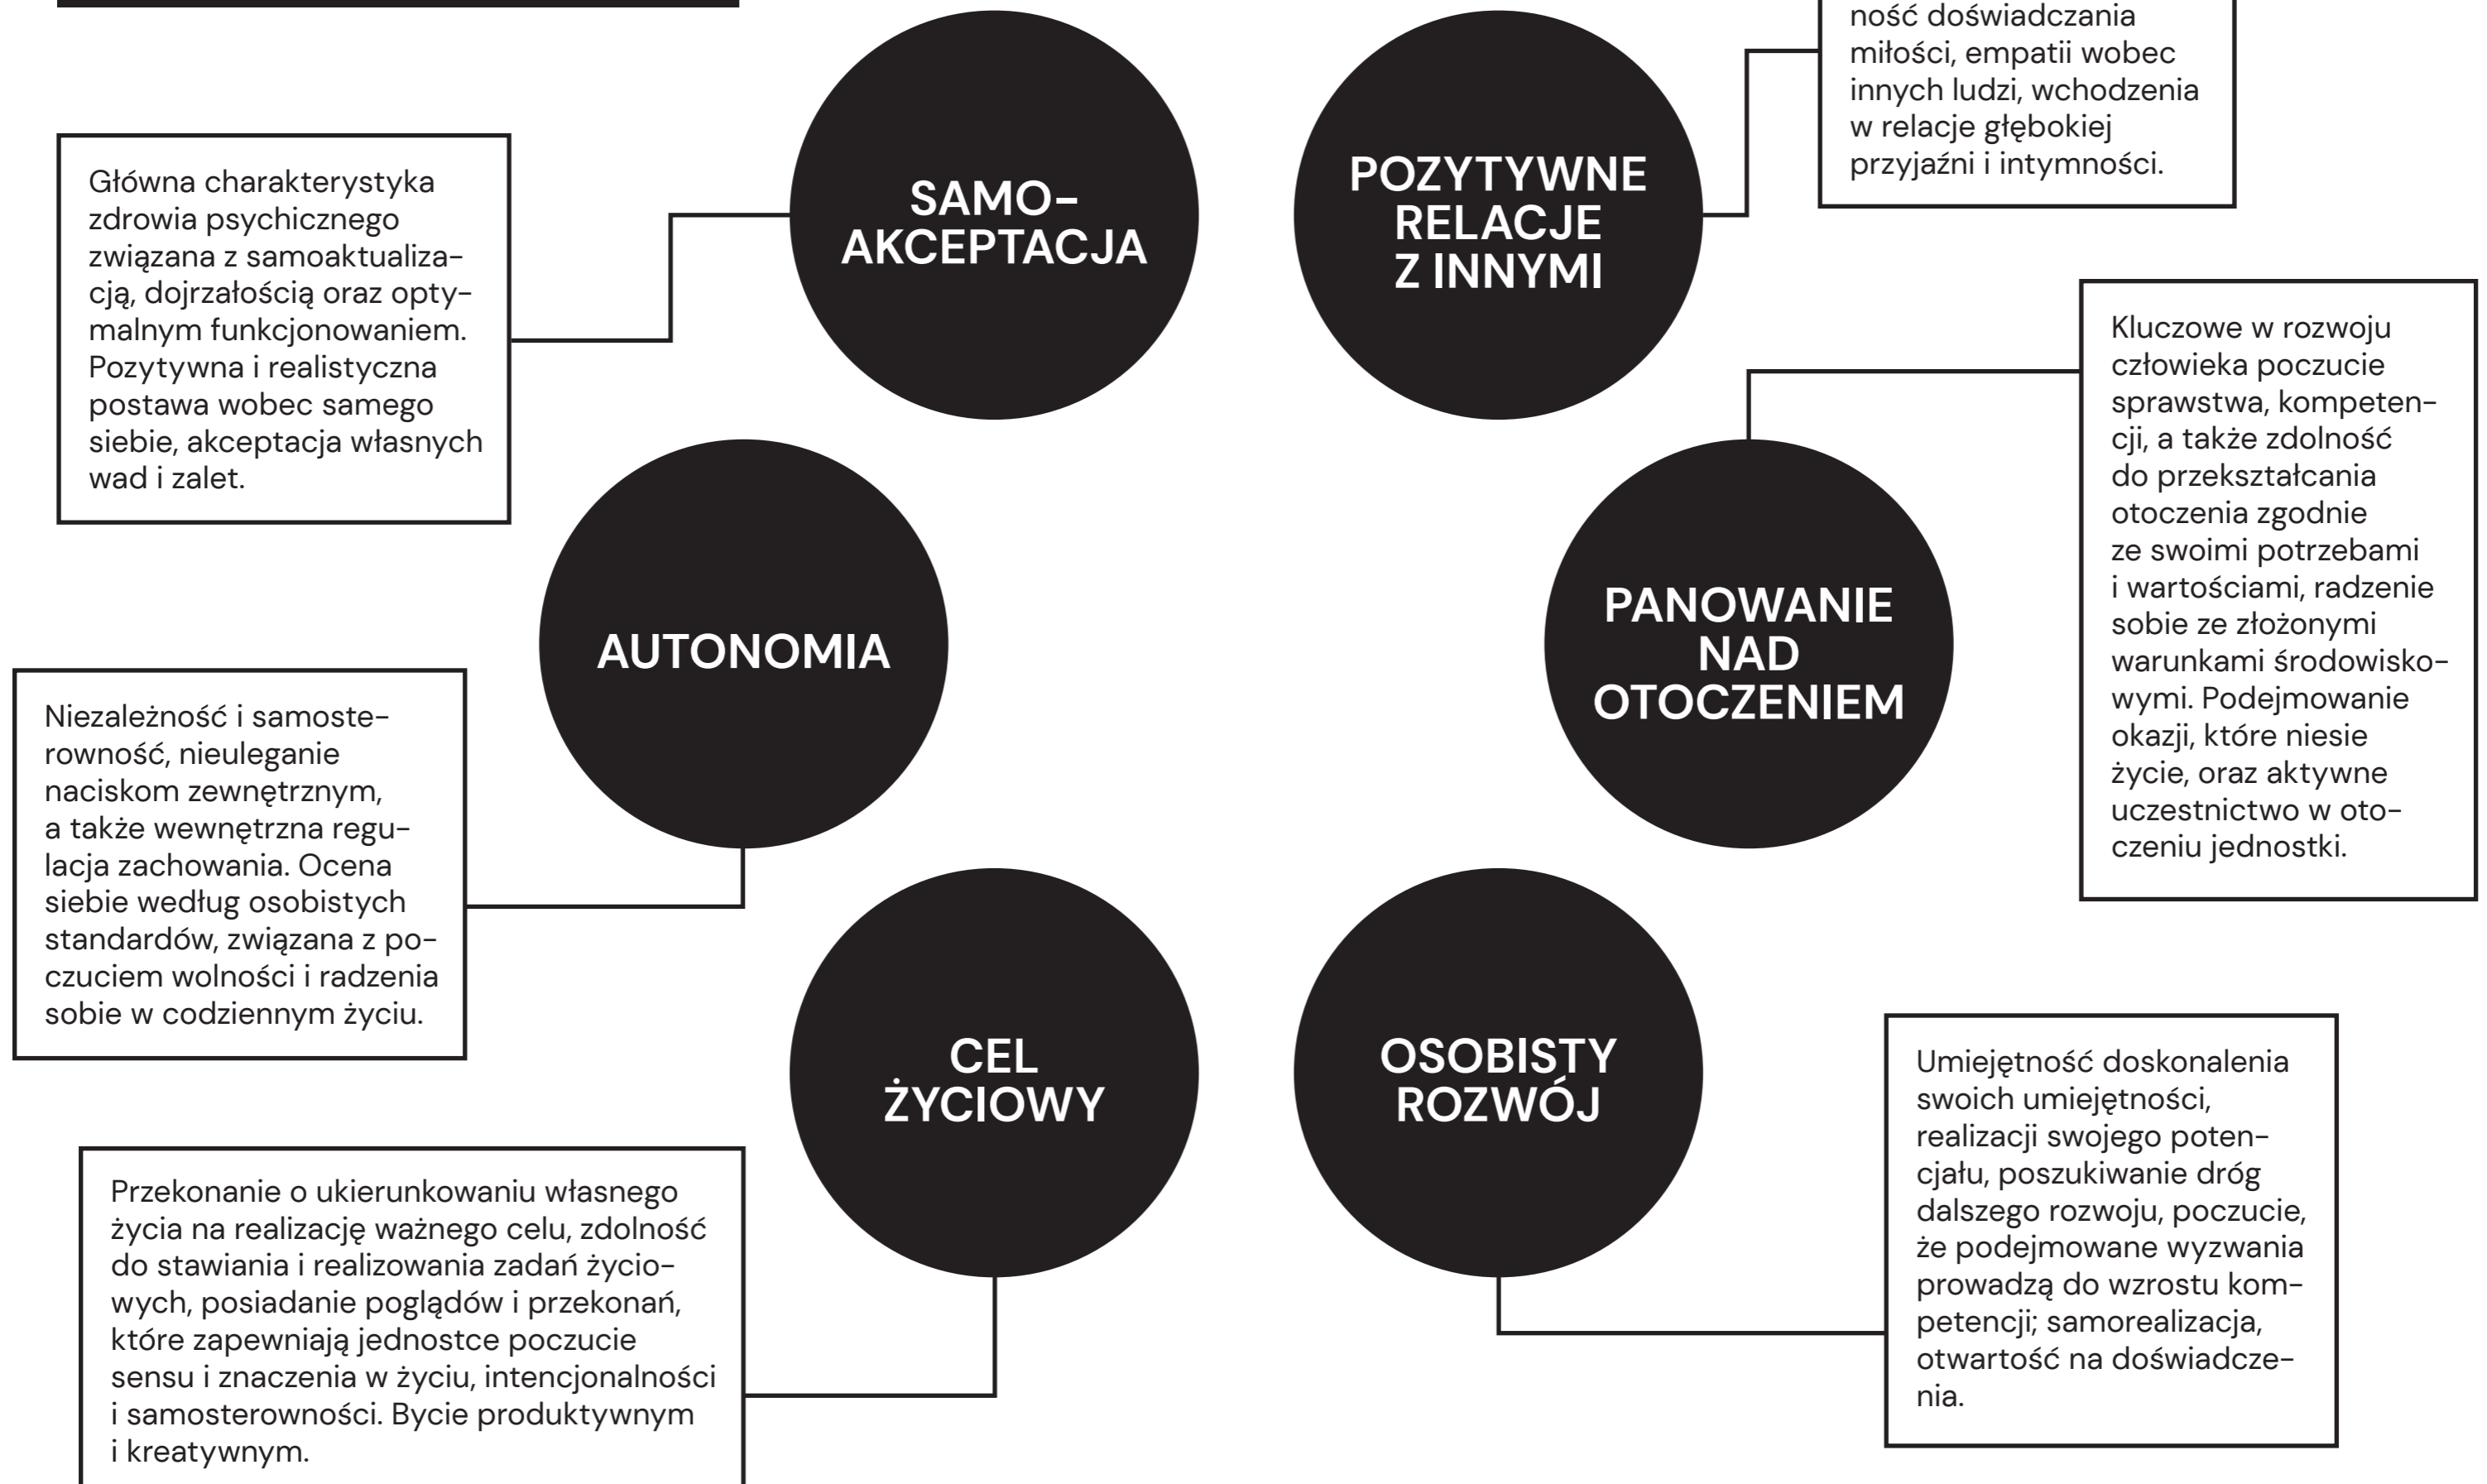 SAMO-
AKCEPTACJA
Główna charakterystyka
zdrowia psychicznego
związana z samoaktualiza-
cją, dojrzałością oraz opty-
malnym funkcjonowaniem.
Pozytywna i realistyczna
postawa wobec samego
siebie, akceptacja własnych
wad i zalet.
POZYTYWNE
RELACJE
Z INNYMI
ność doświadczania
miłości, empatii wobec
innych ludzi, wchodzenia
w relacje głębokiej
przyjaźni i intymności.
AUTONOMIA
Niezależność i samoste-
rowność, nieuleganie
naciskom zewnętrznym,
a także wewnętrzna regu-
lacja zachowania. Ocena
siebie według osobistych
standardów, związana z po-
czuciem wolności i radzenia
sobie w codziennym życiu.
PANOWANIE
NAD
OTOCZENIEM
Kluczowe w rozwoju
człowieka poczucie
sprawstwa, kompeten-
cji, a także zdolność
do przekształcania
otoczenia zgodnie
ze swoimi potrzebami
i wartościami, radzenie
sobie ze złożonymi
warunkami środowisko-
wymi. Podejmowanie
okazji, które niesie
życie, oraz aktywne
uczestnictwo w oto-
czeniu jednostki.
CEL
ŻYCIOWY
Przekonanie o ukierunkowaniu własnego
życia na realizację ważnego celu, zdolność
do stawiania i realizowania zadań życio-
wych, posiadanie poglądów i przekonań,
które zapewniają jednostce poczucie
sensu i znaczenia w życiu, intencjonalności
i samosterowności. Bycie produktywnym
i kreatywnym.
OSOBISTY
ROZWÓJ
Umiejętność doskonalenia
swoich umiejętności,
realizacji swojego poten-
cjału, poszukiwanie dróg
dalszego rozwoju, poczucie,
że podejmowane wyzwania
prowadzą do wzrostu kom-
petencji; samorealizacja,
otwartość na doświadcze-
nia.